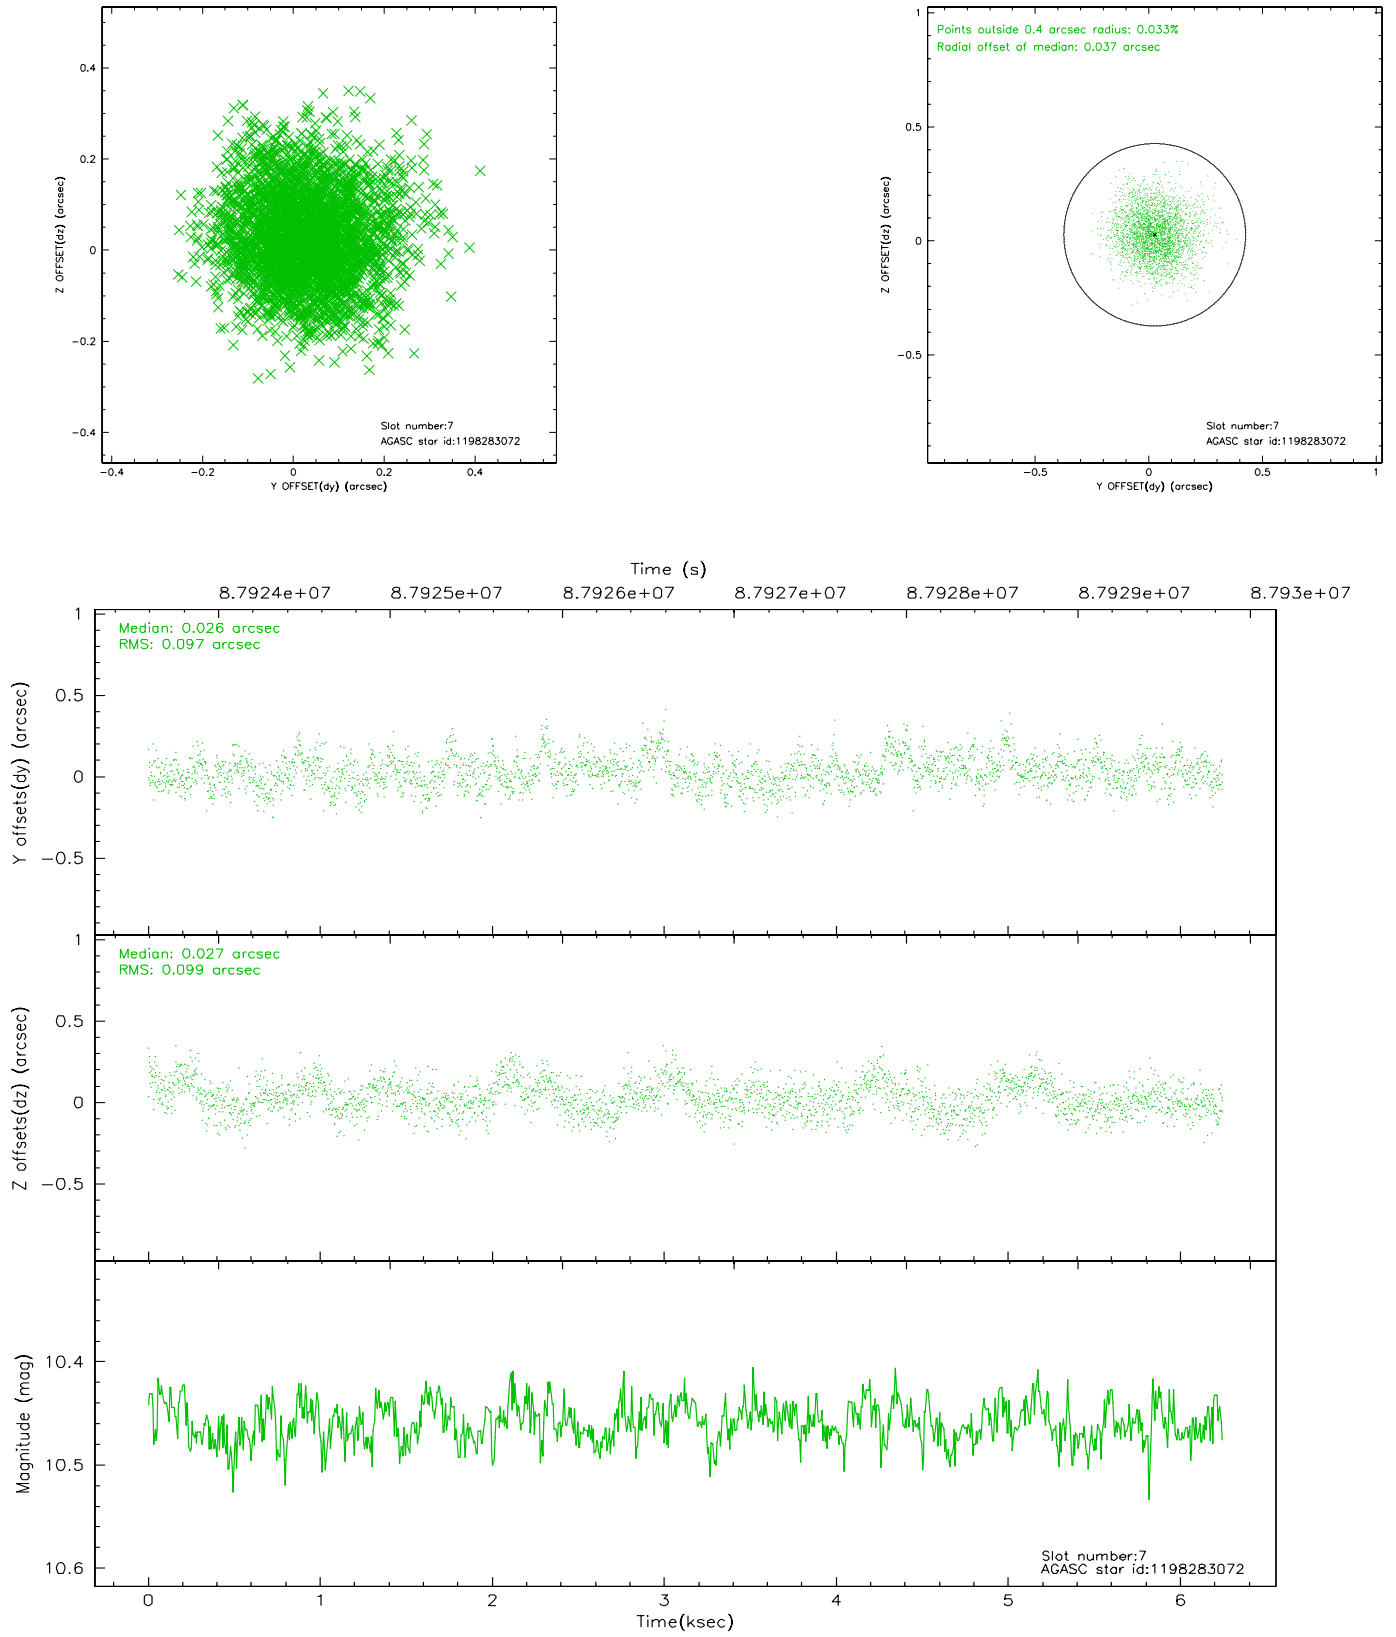 0.4
0.2
0
−0.2
−0.4
Z OFFSET(dz) (arcsec)
Slot number:7
AGASC star id:1198283072
−0.4 −0.2 0 0.2 0.4
Y OFFSET(dy) (arcsec)
Points outside 0.4 arcsec radius: 0.033%
Radial offset of median: 0.037 arcsec
1
0.5
0
−0.5
Z OFFSET(dz) (arcsec)
Slot number:7
AGASC star id:1198283072
−0.5 0 0.5 1
Y OFFSET(dy) (arcsec)
Time (s)
8.7924e+07 8.7925e+07 8.7926e+07 8.7927e+07 8.7928e+07 8.7929e+07 8.793e+07
Median: 0.026 arcsec
RMS: 0.097 arcsec
1
0.5
0
−0.5
Y offsets(dy) (arcsec)
Median: 0.027 arcsec
RMS: 0.099 arcsec
1
0.5
0
−0.5
Z offsets(dz) (arcsec)
10.4
10.5
10.6
Magnitude (mag)
Slot number:7
AGASC star id:1198283072
0 1 2 3 4 5 6
Time(ksec)